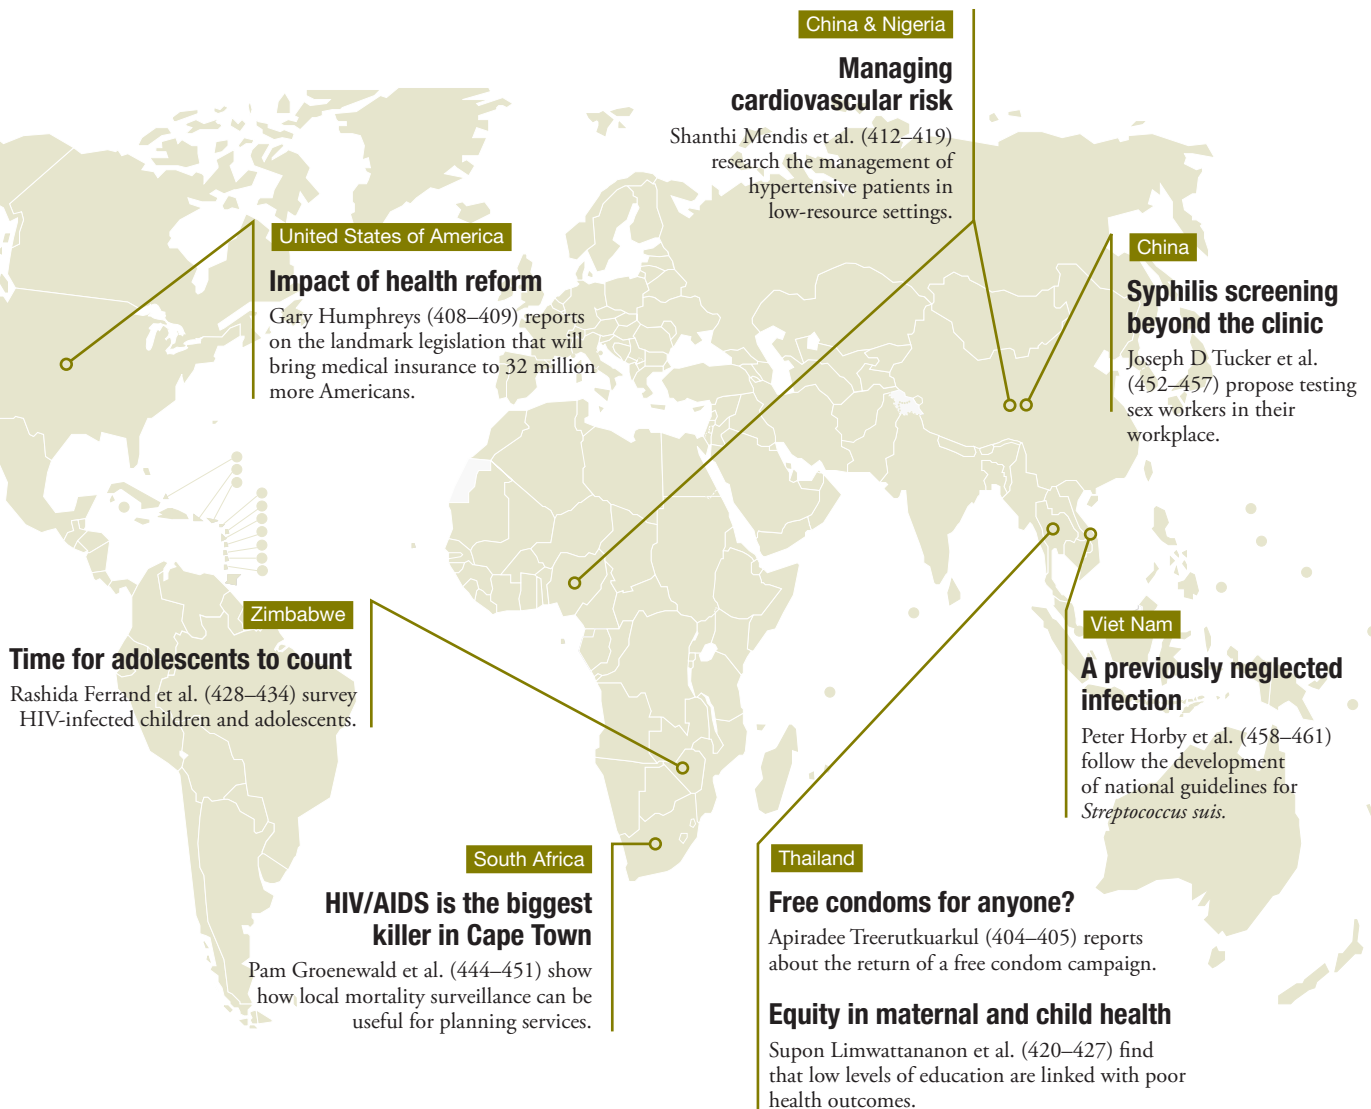 China & Nigeria
Managing
cardiovascular risk
Shanthi Mendis et al. (412–419)
research the management of
hypertensive patients in
low-resource settings.
United States of America
Impact of health reform
Gary Humphreys (408–409) reports
on the landmark legislation that will
bring medical insurance to 32 million
more Americans.
China
Syphilis screening
beyond the clinic
Joseph D Tucker et al.
(452–457) propose testing
sex workers in their
workplace.
Zimbabwe
Time for adolescents to count
Rashida Ferrand et al. (428–434) survey
HIV-infected children and adolescents.
Viet Nam
A previously neglected
infection
Peter Horby et al. (458–461)
follow the development
of national guidelines for
Streptococcus suis.
South Africa
HIV/AIDS is the biggest
killer in Cape Town
Pam Groenewald et al. (444–451) show
how local mortality surveillance can be
useful for planning services.
Thailand
Free condoms for anyone?
Apiradee Treerutkuarkul (404–405) reports
about the return of a free condom campaign.
Equity in maternal and child health
Supon Limwattananon et al. (420–427) find
that low levels of education are linked with poor
health outcomes.